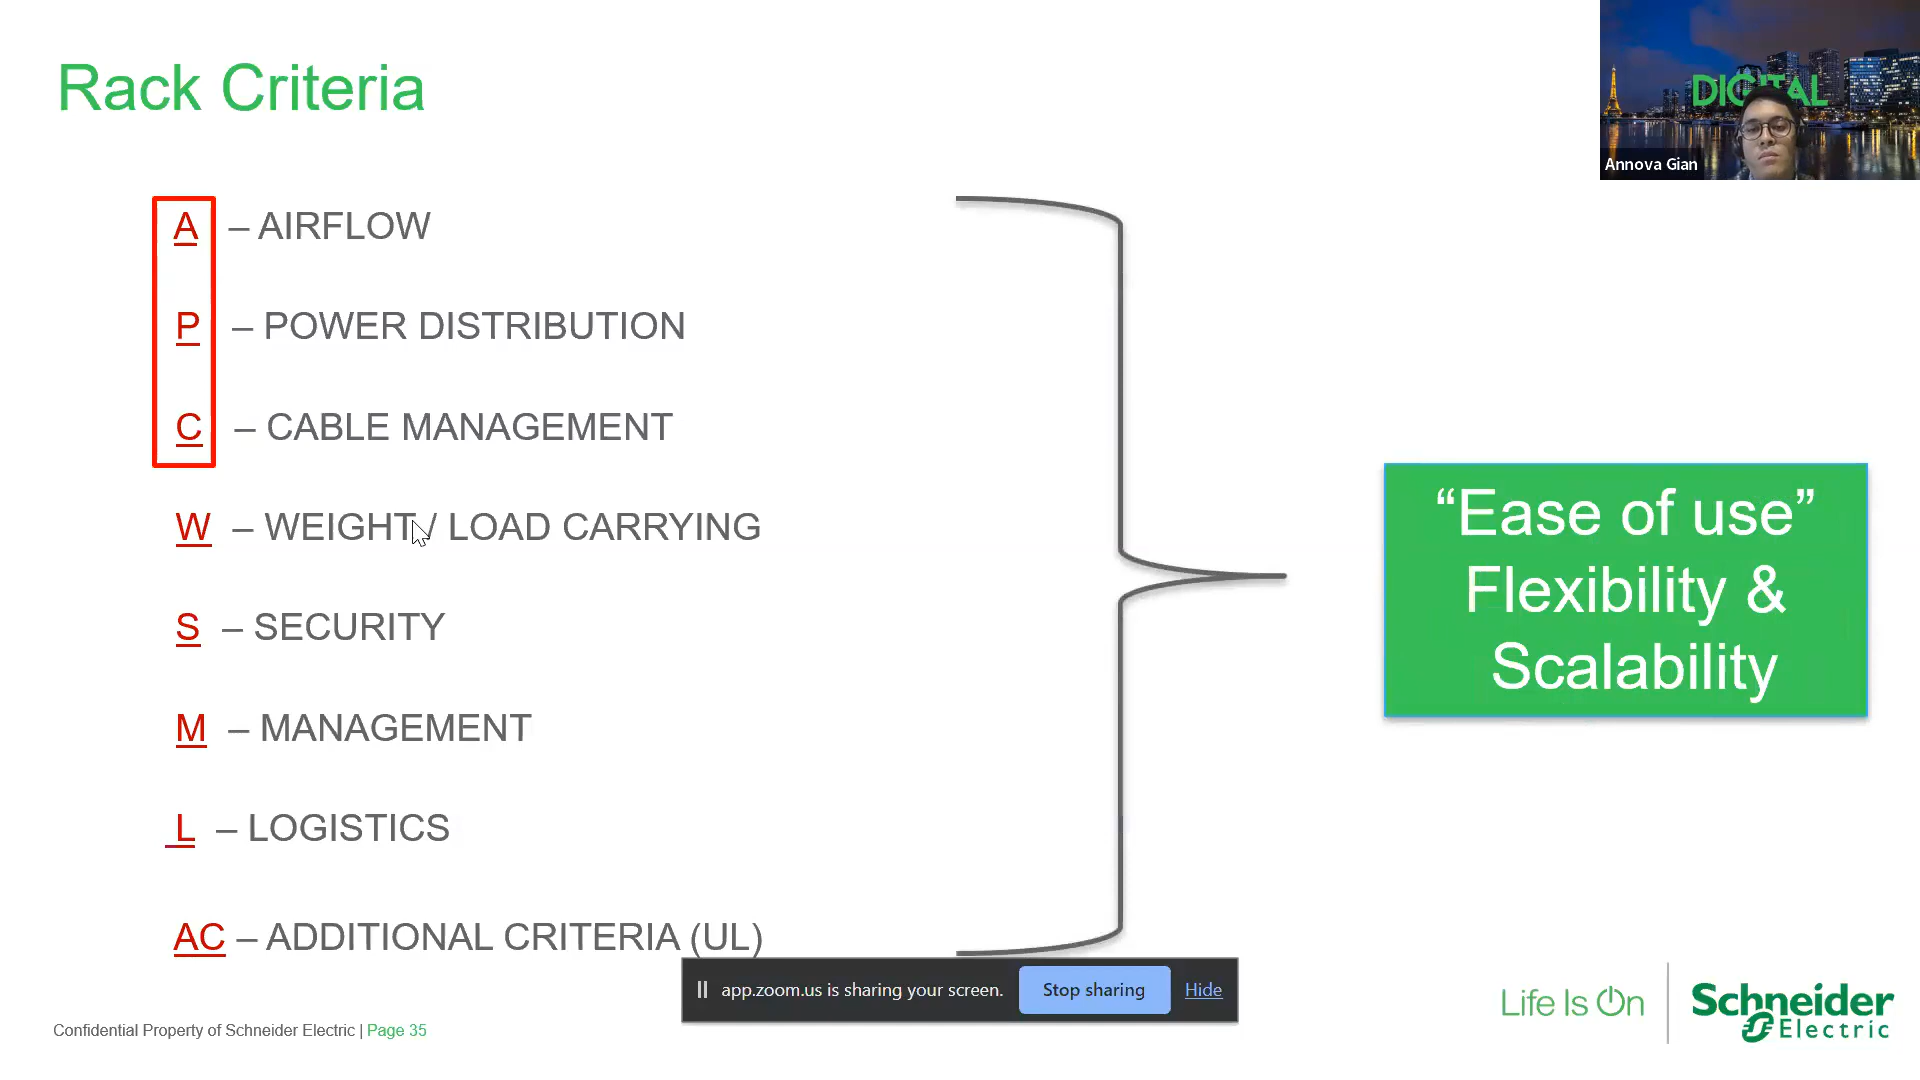 Rack Criteria
DIGITAL
Annova Gian
A – AIRFLOW
P – POWER DISTRIBUTION
C – CABLE MANAGEMENT
W – WEIGHT / LOAD CARRYING
S – SECURITY
M – MANAGEMENT
L – LOGISTICS
AC – ADDITIONAL CRITERIA (UL)
“Ease of use”
Flexibility &
Scalability
app.zoom.us is sharing your screen. Stop sharing Hide
Life Is On
Schneider
Electric
Confidential Property of Schneider Electric | Page 35